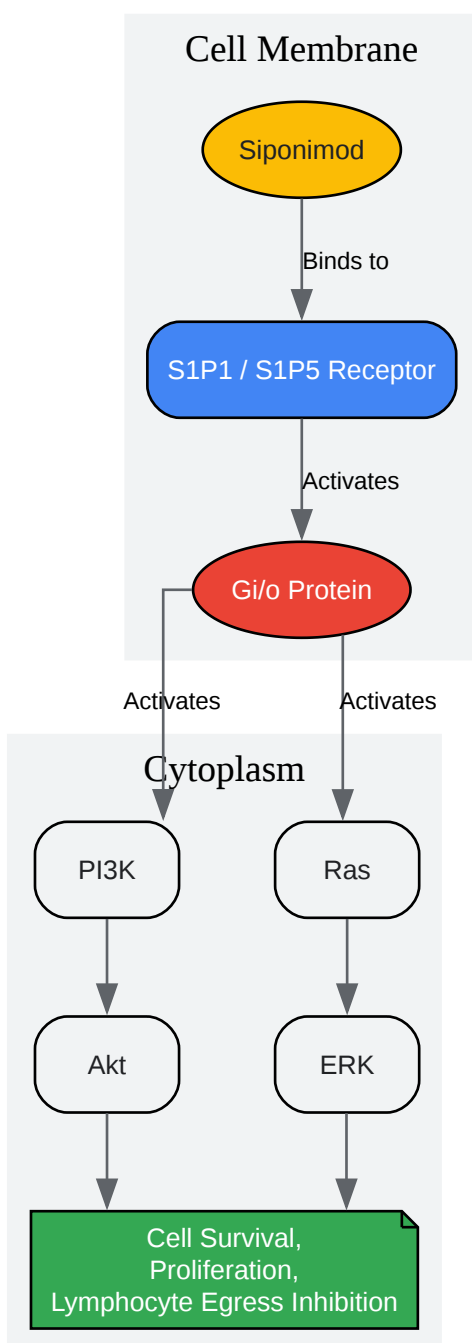 Cell Membrane
Siponimod
Binds to
S1P1 / S1P5 Receptor
Activates
Gi/o Protein
Activates
Activates
Cytoplasm
PI3K
Ras
Akt
ERK
Cell Survival,
Proliferation,
Lymphocyte Egress Inhibition